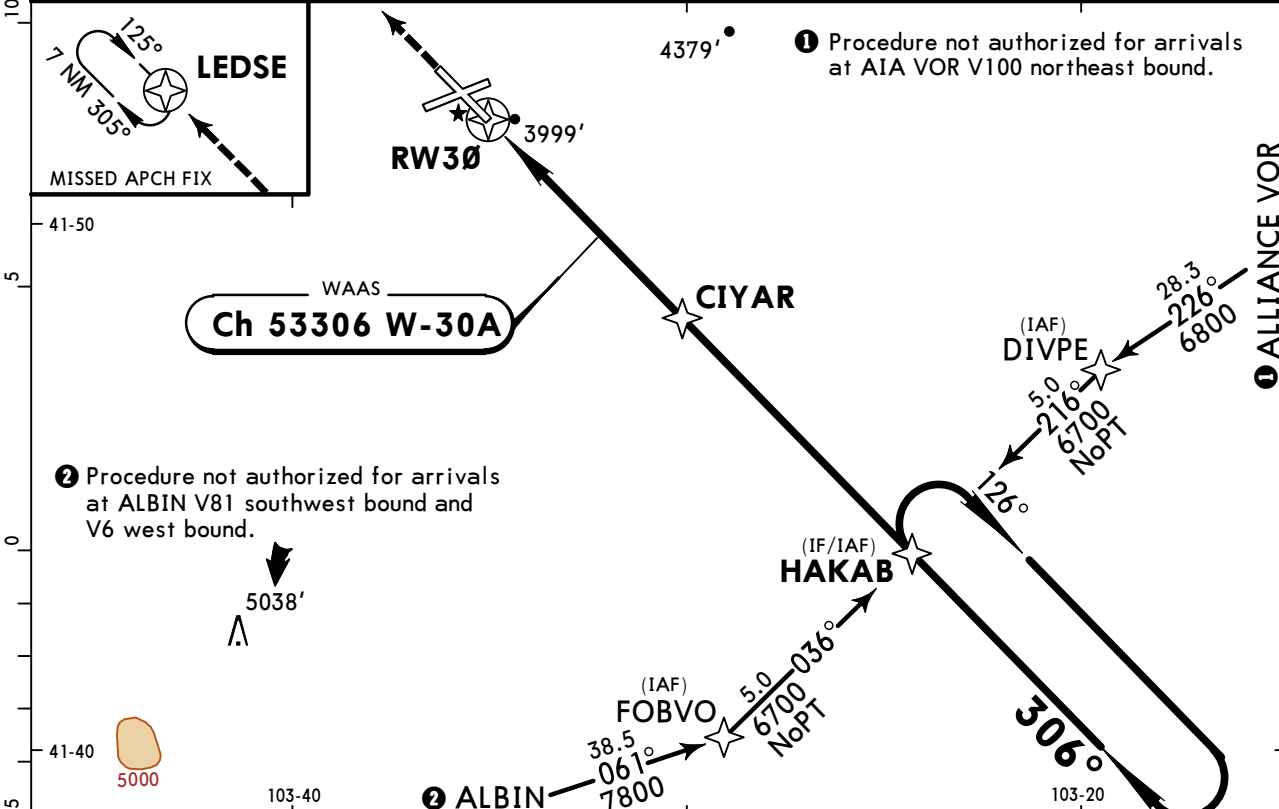 10
125°
LEDSE
7 NM 305°
MISSED APCH FIX
4379'
❶ Procedure not authorized for arrivals
at AIA VOR V100 northeast bound.
3999'
RW30
41-50
5
WAAS
Ch 53306 W-30A
CIYAR
❶ ALLIANCE VOR
28.3
226°
6800
(IAF)
DIVPE
5.0
216°
6700
NoPT
❷ Procedure not authorized for arrivals
at ALBIN V81 southwest bound and
V6 west bound.
126°
0
(IF/IAF)
HAKAB
5038'
036°
5.0
6700
NoPT
(IAF)
FOBVO
306°
41-40
38.5
061°
7800
5000
103-40
❷ ALBIN
103-20
5